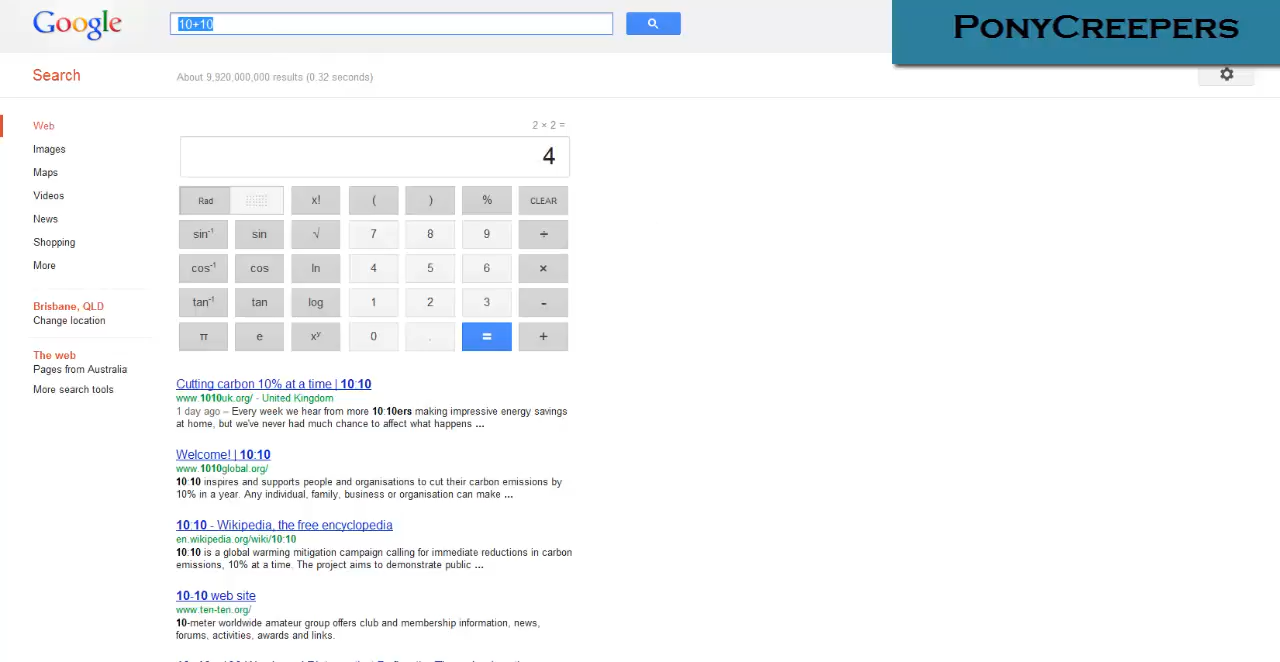 Google
10+10
PonyCreepers
Search
About 9,920,000,000 results (0.32 seconds)
Web
Images
Maps
Videos
News
Shopping
More
Brisbane, QLD
Change location
The web
Pages from Australia
More search tools
2 × 2 =
4
Rad x! ( ) % CLEAR
sin-1 sin √ 7 8 9 ÷
cos-1 cos ln 4 5 6 ×
tan-1 tan log 1 2 3 -
π e xy 0 . = +
Cutting carbon 10% at a time | 10:10
www.1010uk.org/ - United Kingdom
1 day ago – Every week we hear from more 10:10ers making impressive energy savings
at home, but we've never had much chance to affect what happens ...
Welcome! | 10:10
www.1010global.org/
10:10 inspires and supports people and organisations to cut their carbon emissions by
10% in a year. Any individual, family, business or organisation can make ...
10:10 - Wikipedia, the free encyclopedia
en.wikipedia.org/wiki/10:10
10:10 is a global warming mitigation campaign calling for immediate reductions in carbon
emissions, 10% at a time. The project aims to demonstrate public ...
10-10 web site
www.ten-ten.org/
10-meter worldwide amateur group offers club and membership information, news,
forums, activities, awards and links.